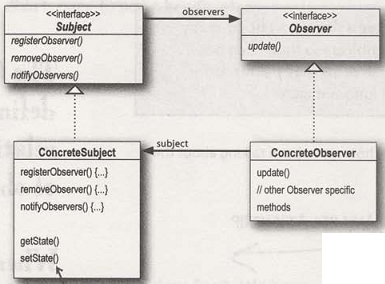 <<interface>>
Subject
registerObserver()
removeObserver()
notifyObservers()
observers
<<interface>>
Observer
update()
ConcreteSubject
registerObserver() {...}
removeObserver() {...}
notifyObservers() {...}
getState()
setState()
subject
ConcreteObserver
update()
// other Observer specific
methods